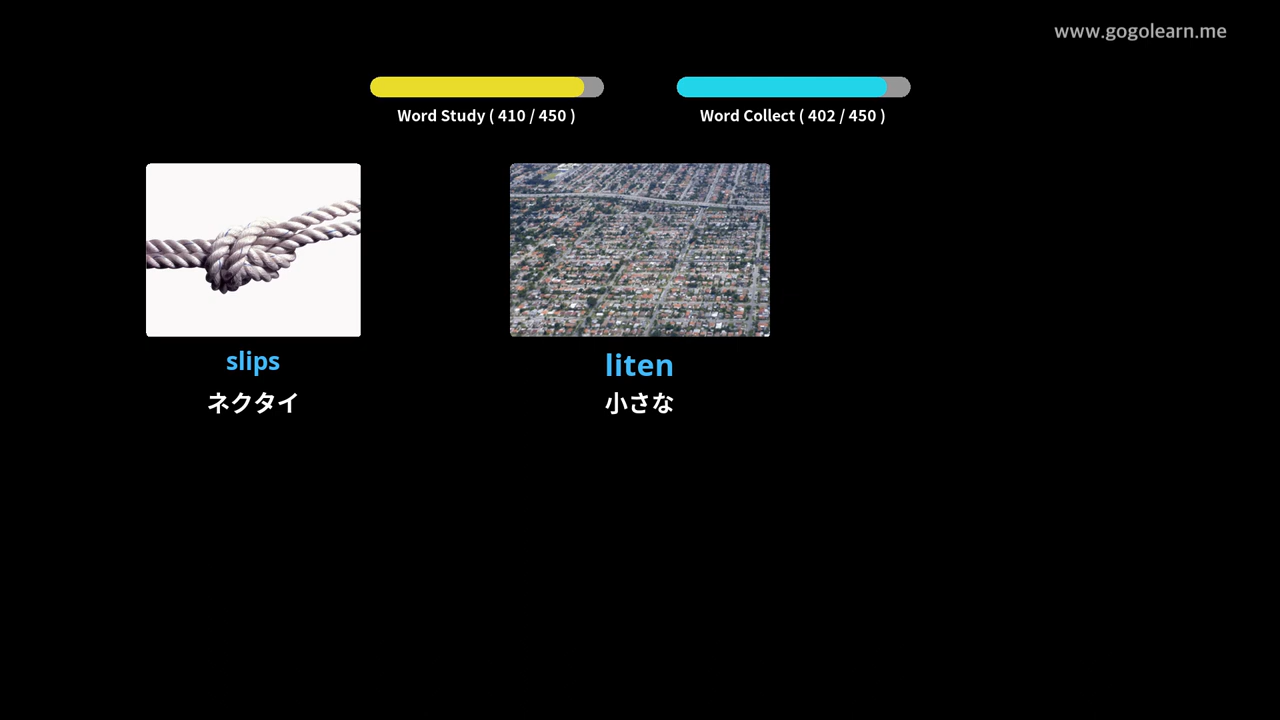 www.gogolearn.me
Word Study ( 410 / 450 )
Word Collect ( 402 / 450 )
slips
ネクタイ
liten
小さな